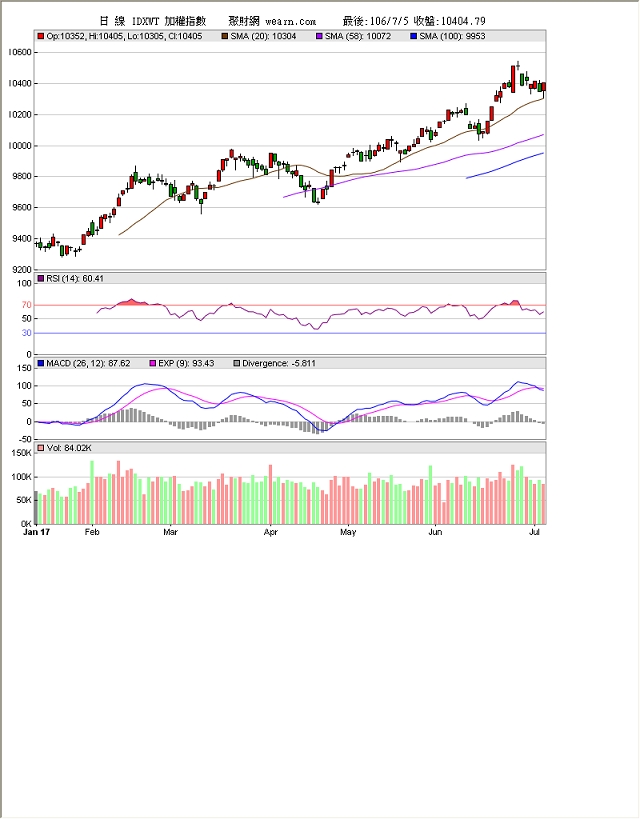 日 線 IDXWT 加權指數 聚財網 wearn.com 最後:106/7/5 收盤:10404.79
Op:10352, Hi:10405, Lo:10305, Cl:10405 SMA (20): 10304 SMA (58): 10072 SMA (100): 9953
10600
10400
10200
10000
9800
9600
9400
9200
RSI (14): 60.41
100
70
50
30
0
MACD (26, 12): 87.62 EXP (9): 93.43 Divergence: -5.811
150
100
50
0
-50
Vol: 84.02K
150K
100K
50K
0K
Jan 17 Feb Mar Apr May Jun Jul